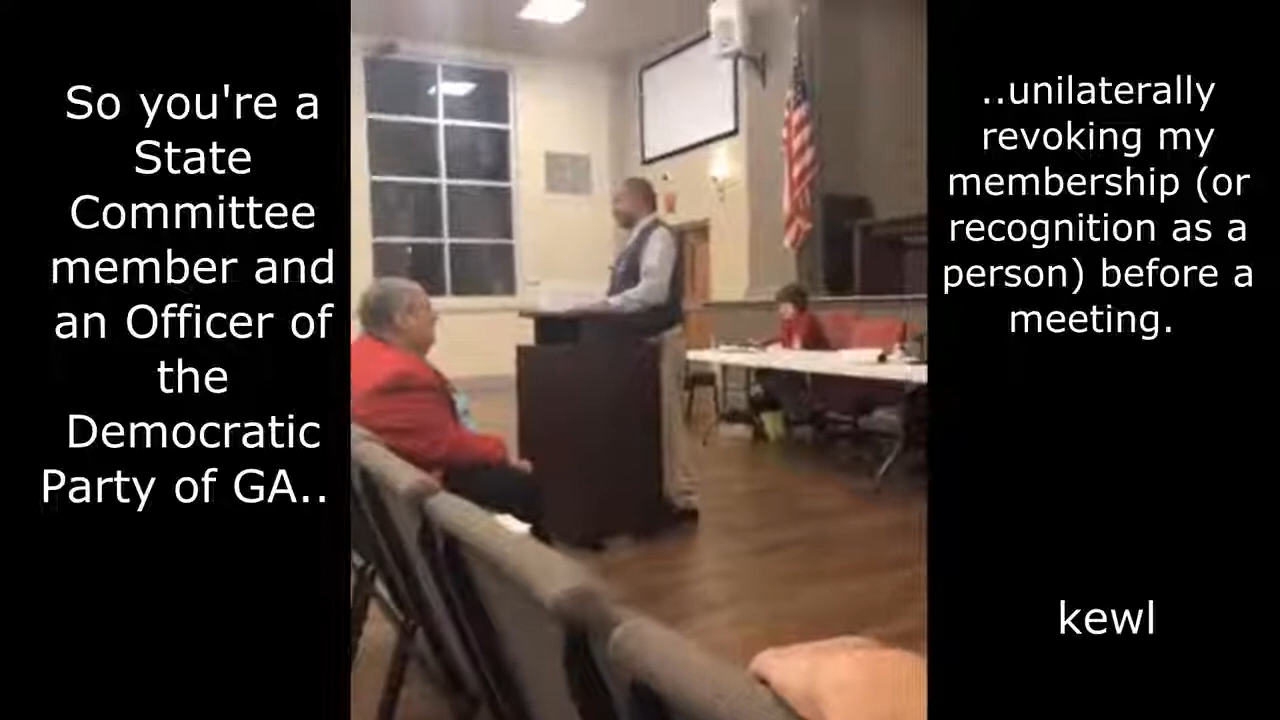 So you're a
State
Committee
member and
an Officer of
the
Democratic
Party of GA..
..unilaterally
revoking my
membership (or
recognition as a
person) before a
meeting.
kewl